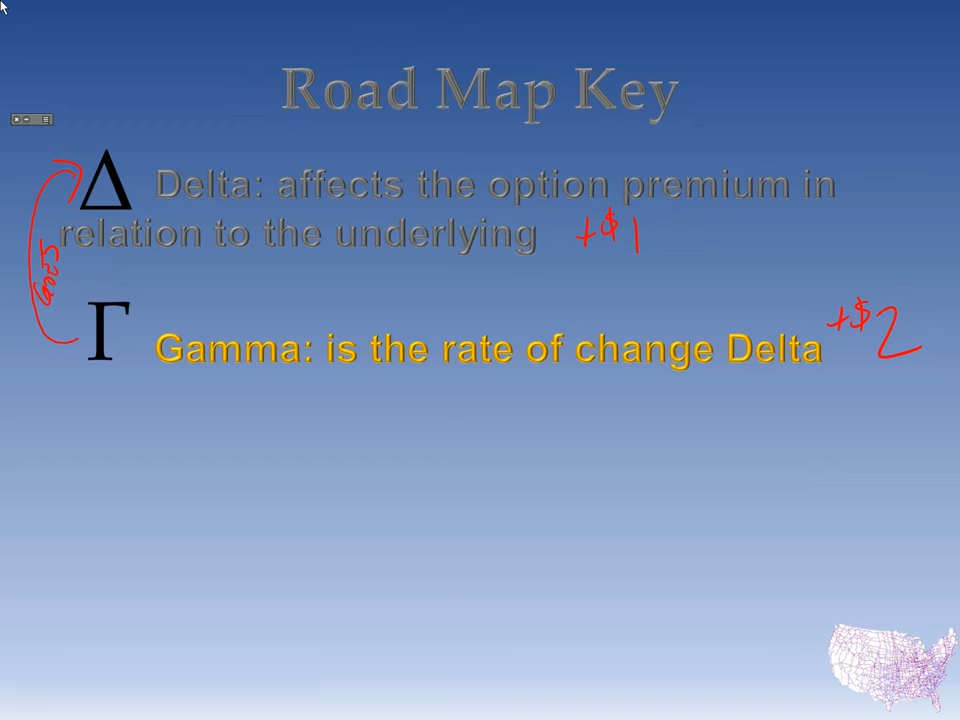 Road Map Key
Δ Delta: affects the option premium in
relation to the underlying +$1
Γ Gamma: is the rate of change Delta +$2